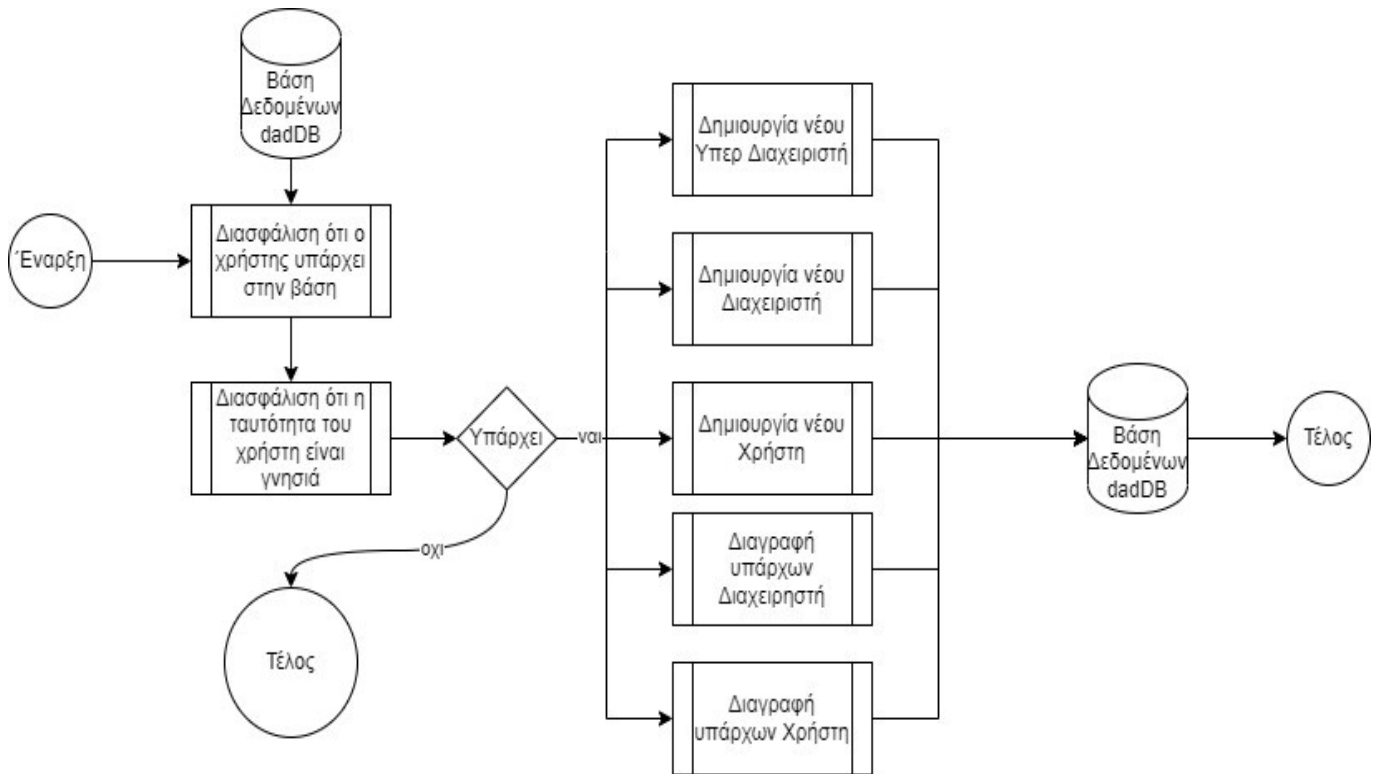 Βάση
Δεδομένων
dadDB
Έναρξη
Διασφάλιση ότι ο
χρήστης υπάρχει
στην βάση
Διασφάλιση ότι η
ταυτότητα του
χρήστη είναι
γνησιά
Υπάρχει
ναι
οχι
Τέλος
Δημιουργία νέου
Υπερ Διαχειριστή
Δημιουργία νέου
Διαχειριστή
Δημιουργία νέου
Χρήστη
Διαγραφή
υπάρχων
Διαχειρηστή
Διαγραφή
υπάρχων Χρήστη
Βάση
Δεδομένων
dadDB
Τέλος